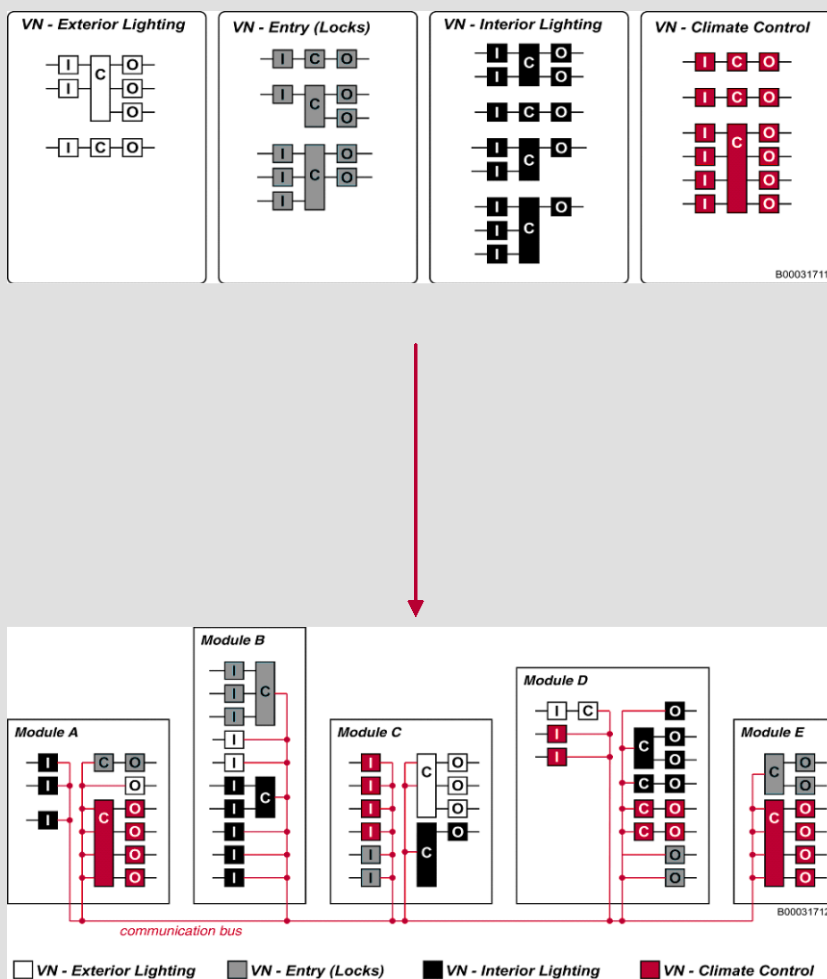 VN - Exterior Lighting
I C O
I O
O
I C O
VN - Entry (Locks)
I C O
I C O
O
I O
I C O
I
VN - Interior Lighting
I C O
I O
I C O
I C O
I
I O
I C
I
VN - Climate Control
I C O
I C O
I C O
I O
I O
I O
B00031711
Module A
I C O
I O
C O
I O
O
O
Module B
I
I C
I
I
I
I C
I
I
I
I
Module C
I C O
I O
I O
I C O
I
I
Module D
I C O
I C O
I O
C O
C O
C O
O
O
Module E
C O
O
C O
O
O
O
B00031712
communication bus
VN - Exterior Lighting VN - Entry (Locks) VN - Interior Lighting VN - Climate Control